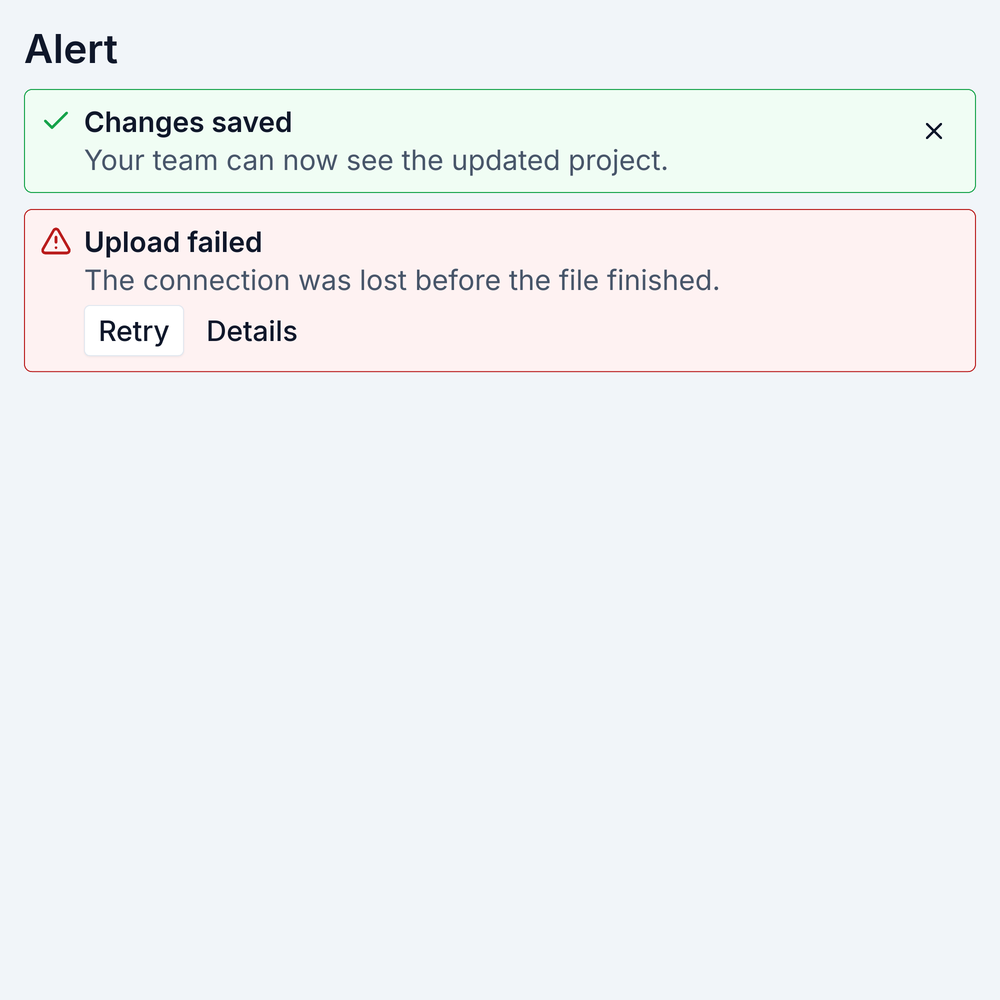 Alert
Changes saved
Your team can now see the updated project.
Upload failed
The connection was lost before the file finished.
Retry Details